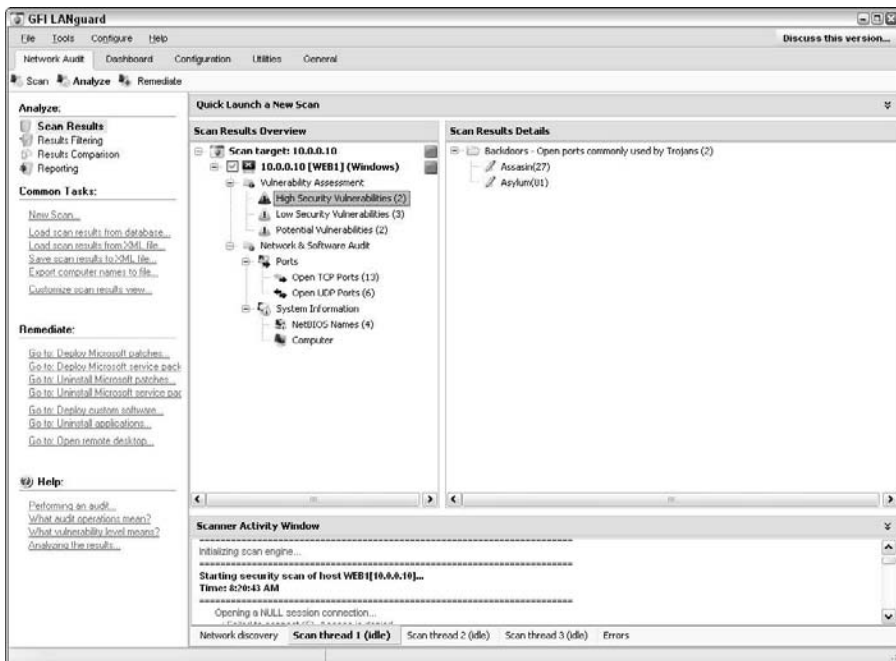 GFI LANguard
File Tools Configure Help
Discuss this version...
Network Audit Dashboard Configuration Utilities General
Scan Analyze Remediate
Analyze:
Scan Results
Results Filtering
Results Comparison
Reporting
Common Tasks:
New Scan...
Load scan results from database...
Load scan results from XML file...
Save scan results to XML file...
Export computer names to file...
Customize scan results view...
Remediate:
Go to: Deploy Microsoft patches...
Go to: Deploy Microsoft service pack
Go to: Uninstall Microsoft patches...
Go to: Uninstall Microsoft service pac
Go to: Deploy custom software...
Go to: Uninstall applications...
Go to: Open remote desktop...
Help:
Performing an audit...
What audit operations mean?
What vulnerability level means?
Analyzing the results...
Quick Launch a New Scan
Scan Results Overview
Scan target: 10.0.0.10
10.0.0.10 [WEB1] (Windows)
Vulnerability Assessment
High Security Vulnerabilities (2)
Low Security Vulnerabilities (3)
Potential Vulnerabilities (2)
Network & Software Audit
Ports
Open TCP Ports (13)
Open UDP Ports (6)
System Information
NetBIOS Names (4)
Computer
Scan Results Details
Backdoors - Open ports commonly used by Trojans (2)
Assasin(27)
Asylum(81)
Scanner Activity Window
Initializing scan engine...
Starting security scan of host WEB1[10.0.0.10]...
Time: 8:20:43 AM
Opening a NULL session connection...
Network discovery Scan thread 1 (idle) Scan thread 2 (idle) Scan thread 3 (idle) Errors